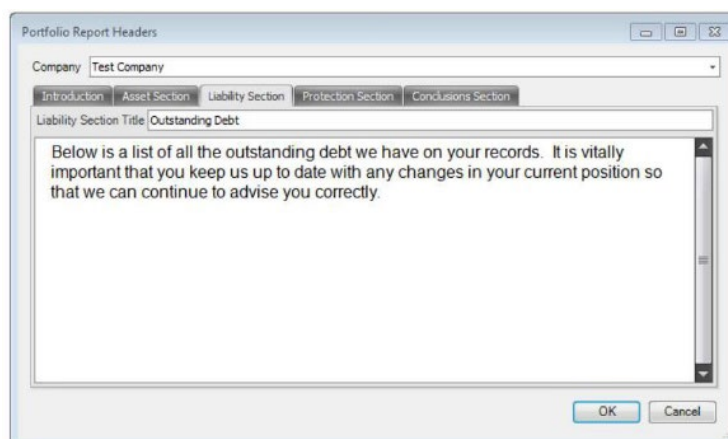 Portfolio Report Headers
Company Test Company
Introduction Asset Section Liability Section Protection Section Conclusions Section
Liability Section Title Outstanding Debt
Below is a list of all the outstanding debt we have on your records. It is vitally
important that you keep us up to date with any changes in your current position so
that we can continue to advise you correctly.
OK Cancel